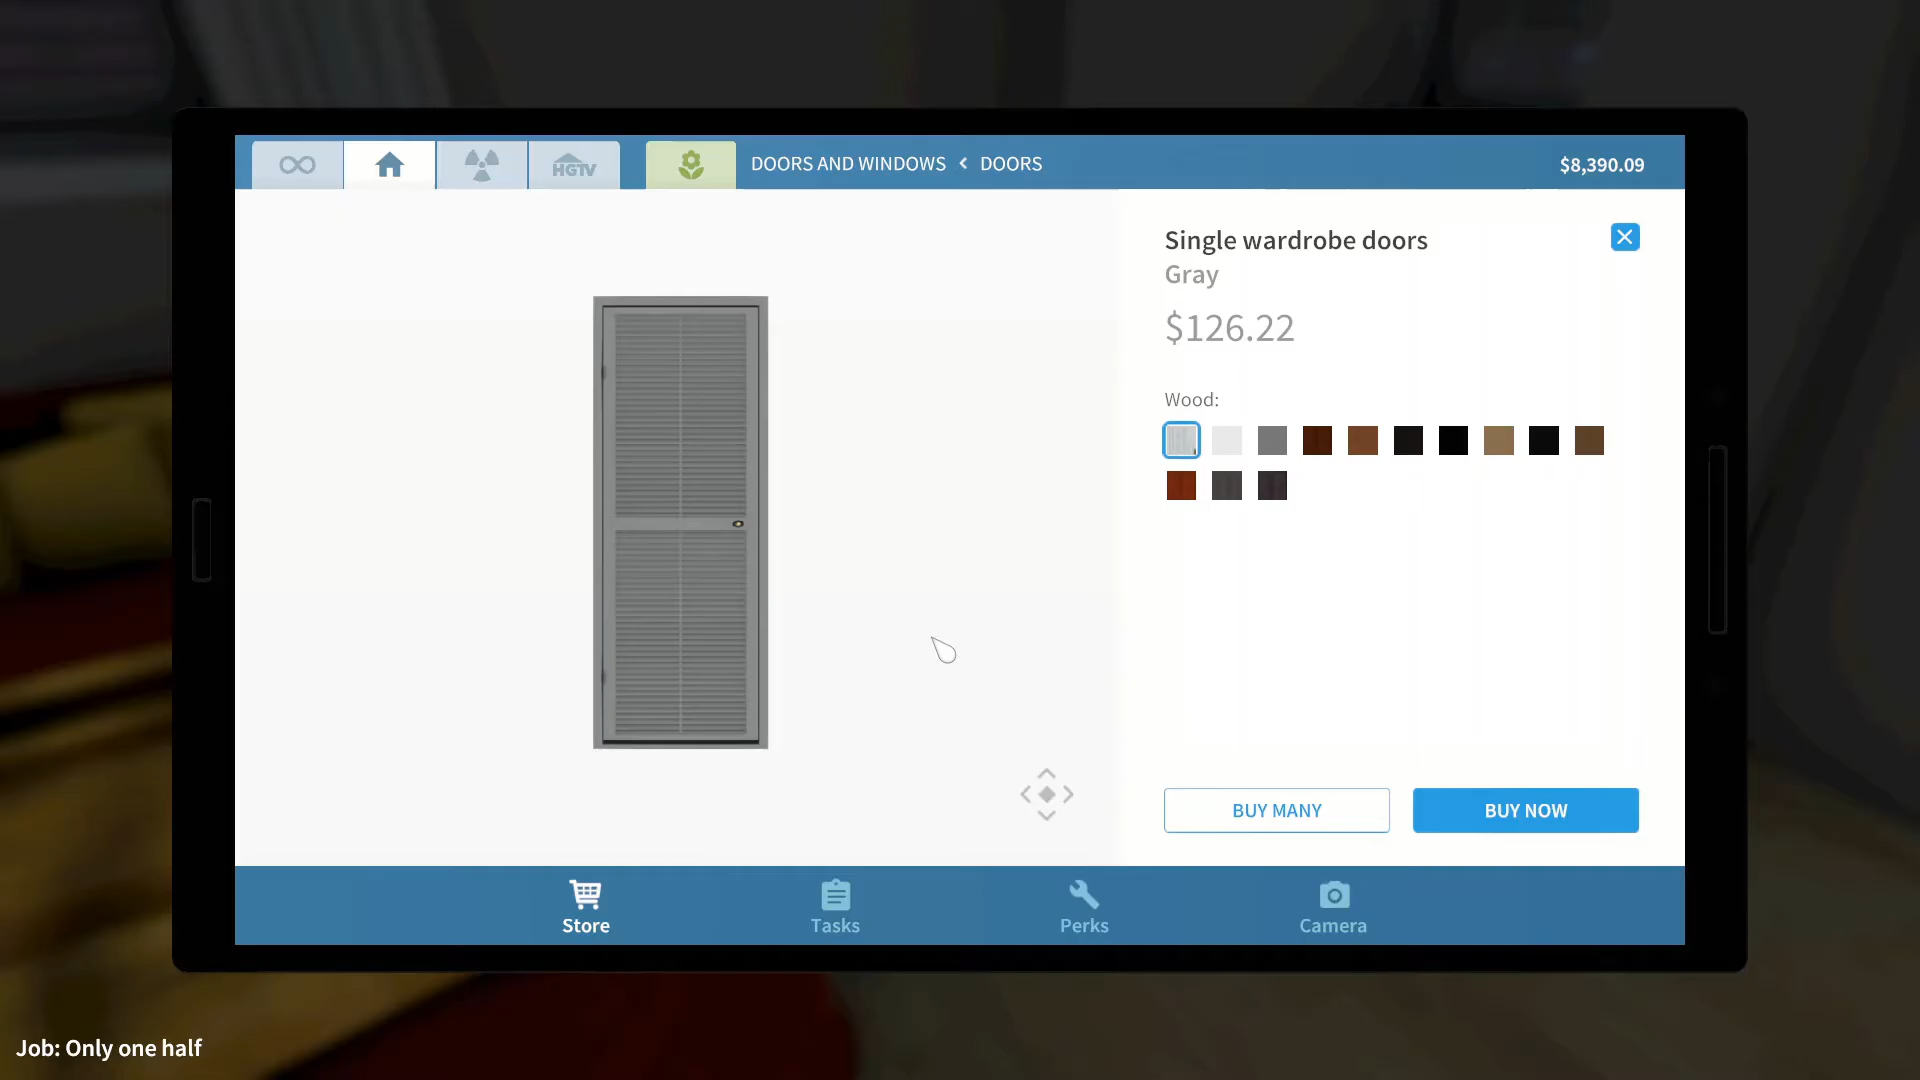 HGTV
DOORS AND WINDOWS < DOORS
$8,390.09
Single wardrobe doors
Gray
$126.22
Wood:
BUY MANY
BUY NOW
Store
Tasks
Perks
Camera
Job: Only one half